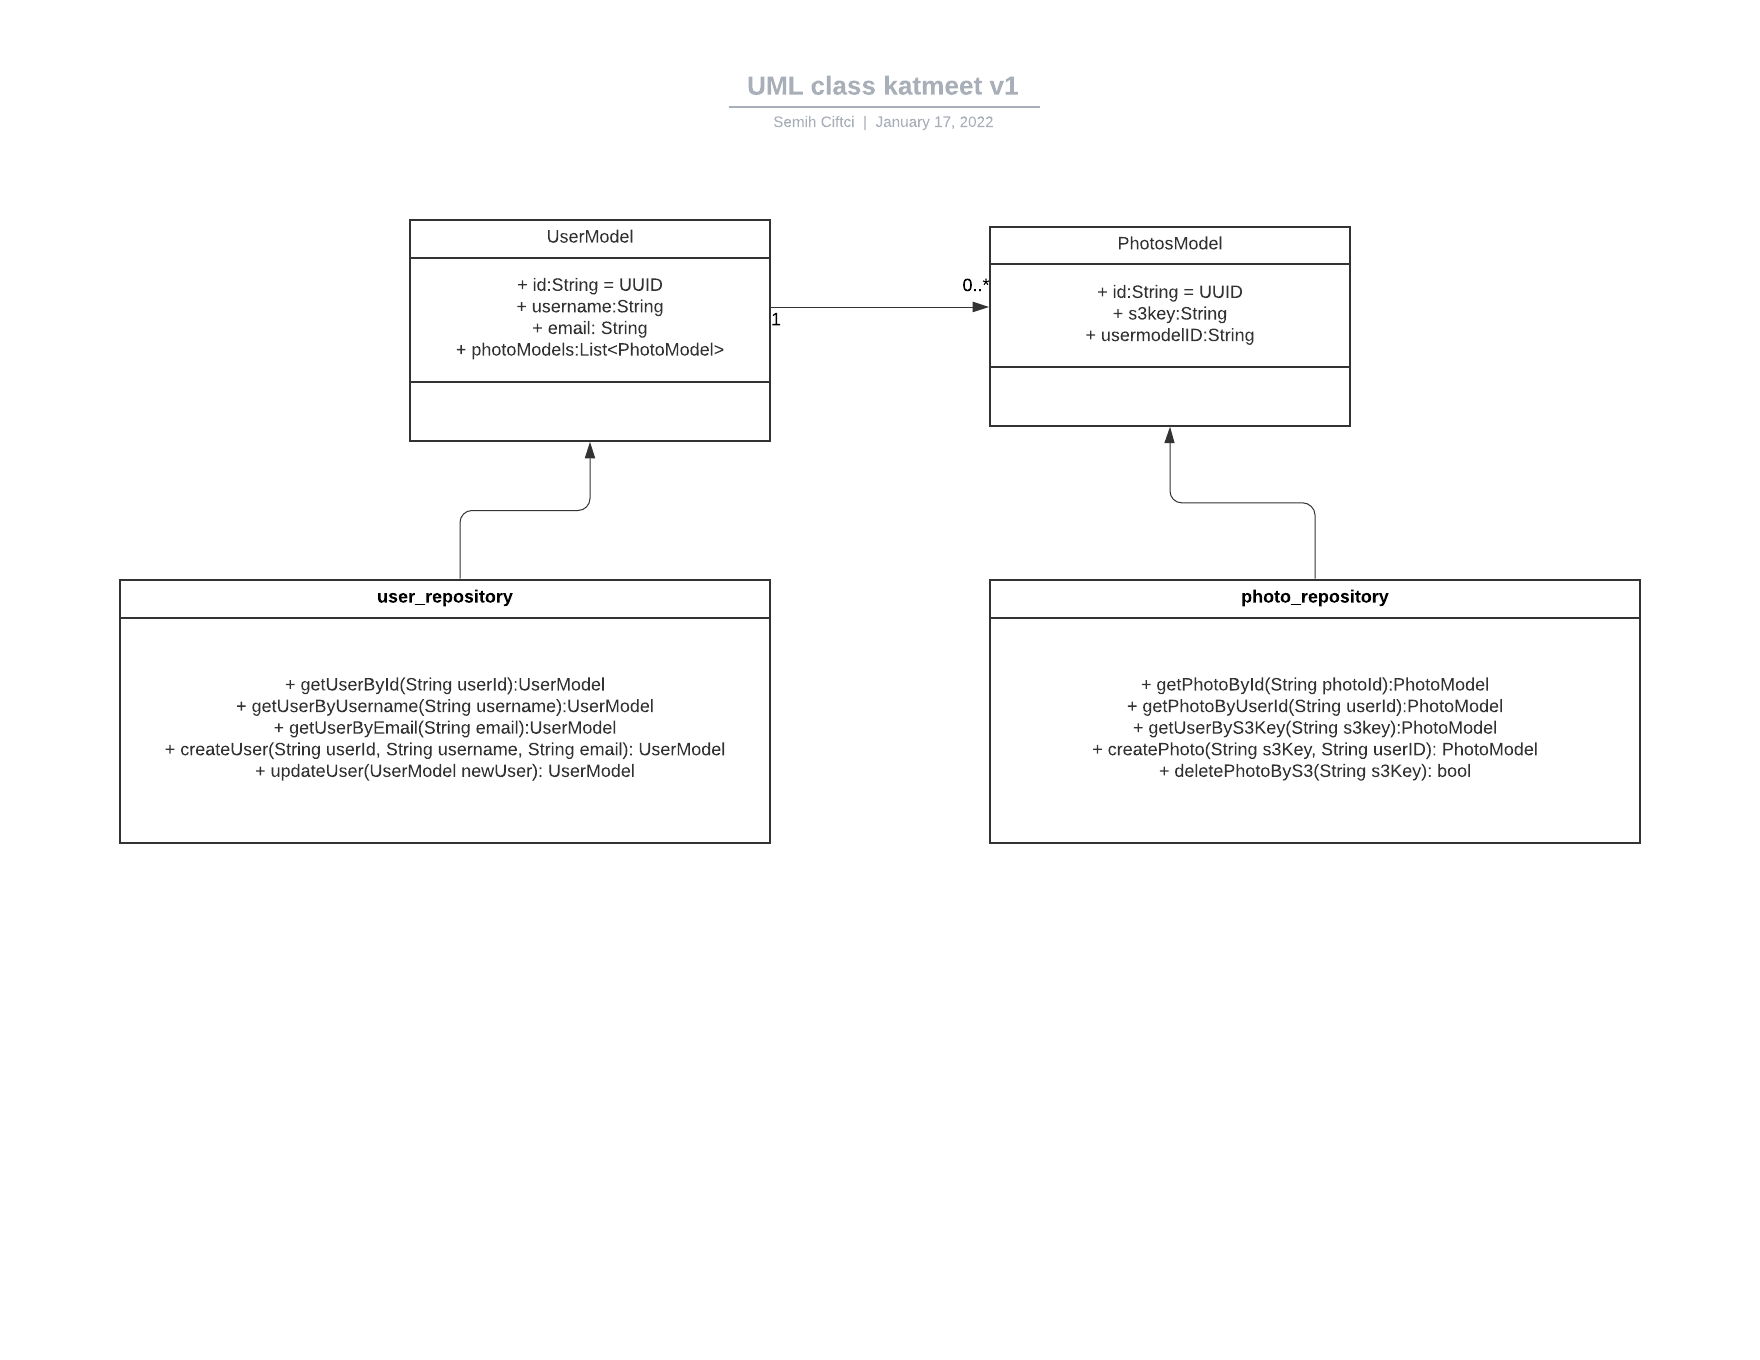 UML class katmeet v1
Semih Ciftci | January 17, 2022
UserModel
+ id:String = UUID
+ username:String
+ email: String
+ photoModels:List<PhotoModel>
1
0..*
PhotosModel
+ id:String = UUID
+ s3key:String
+ usermodelID:String
user_repository
+ getUserById(String userId):UserModel
+ getUserByUsername(String username):UserModel
+ getUserByEmail(String email):UserModel
+ createUser(String userId, String username, String email): UserModel
+ updateUser(UserModel newUser): UserModel
photo_repository
+ getPhotoById(String photoId):PhotoModel
+ getPhotoByUserId(String userId):PhotoModel
+ getUserByS3Key(String s3key):PhotoModel
+ createPhoto(String s3Key, String userID): PhotoModel
+ deletePhotoByS3(String s3Key): bool